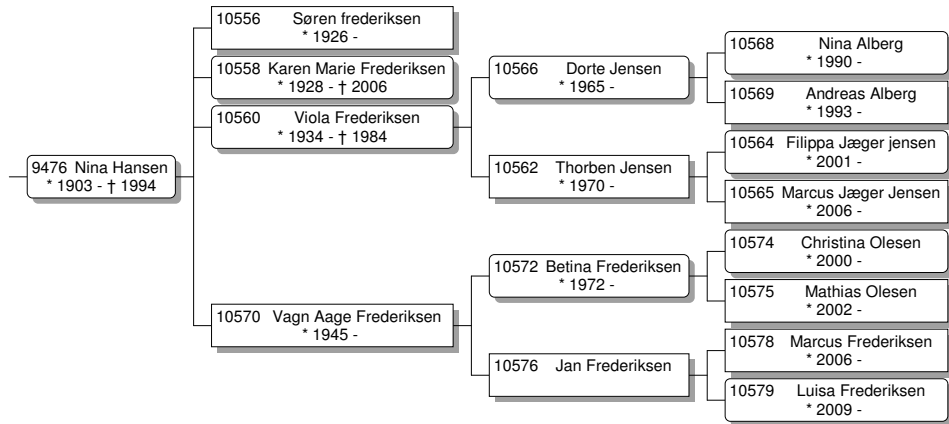 10556 Søren frederiksen
* 1926 -
10558 Karen Marie Frederiksen
* 1928 - † 2006
10560 Viola Frederiksen
* 1934 - † 1984
9476 Nina Hansen
* 1903 - † 1994
10570 Vagn Aage Frederiksen
* 1945 -
10566 Dorte Jensen
* 1965 -
10562 Thorben Jensen
* 1970 -
10572 Betina Frederiksen
* 1972 -
10576 Jan Frederiksen
10568 Nina Alberg
* 1990 -
10569 Andreas Alberg
* 1993 -
10564 Filippa Jæger jensen
* 2001 -
10565 Marcus Jæger Jensen
* 2006 -
10574 Christina Olesen
* 2000 -
10575 Mathias Olesen
* 2002 -
10578 Marcus Frederiksen
* 2006 -
10579 Luisa Frederiksen
* 2009 -